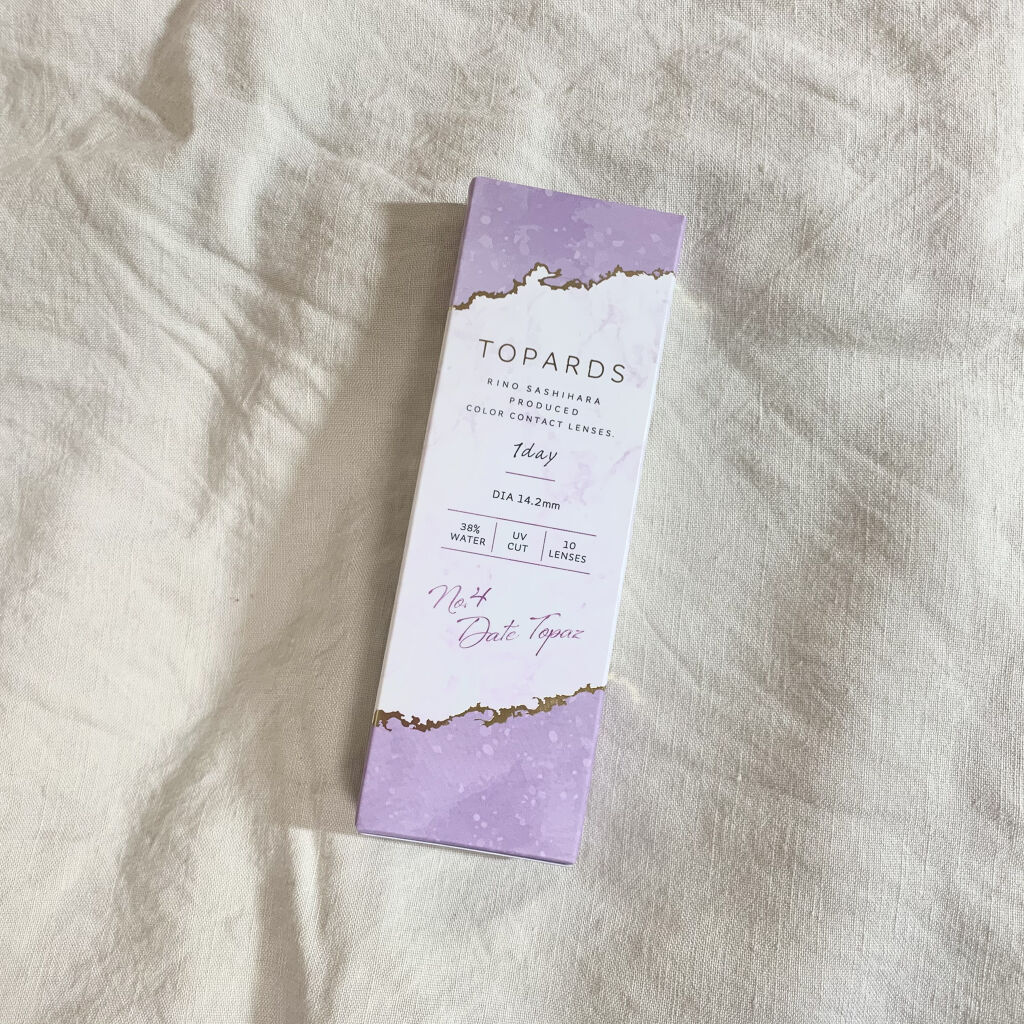 TOPARDS
RINO SASHIHARA
PRODUCED
COLOR CONTACT LENSES.
1day
DIA 14.2mm
38%
WATER
UV
CUT
10
LENSES
No.4
Date Topaz